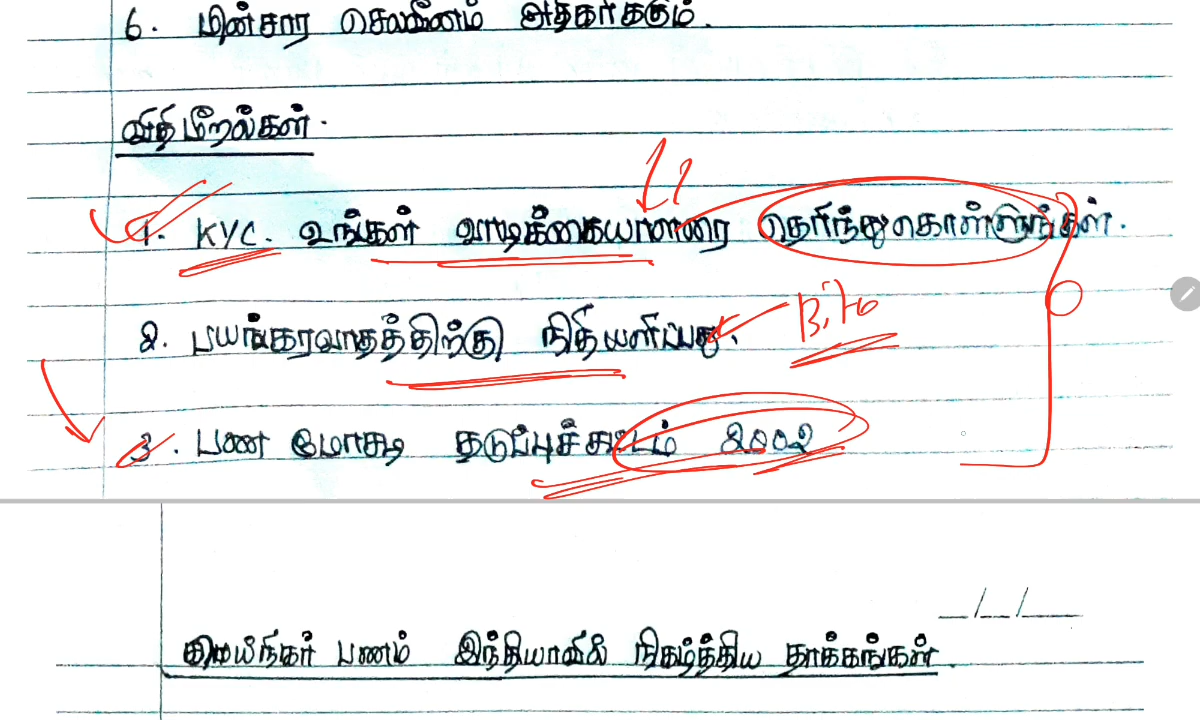 6. மின்சார செலவினம் அதிகரிக்கும்.
விதிமீறல்கள்.
1. KYC. உங்கள் வாடிக்கையாளரை தெரிந்துகொள்ளுங்கள்.
2. பயங்கரவாதத்திற்கு நிதியளிப்பது.
3. பண மோசடி தடுப்புச்சட்டம் 2002
_/_/_
மெய்நிகர் பணம் இந்தியாவில் நிகழ்த்திய தாக்கங்கள்.